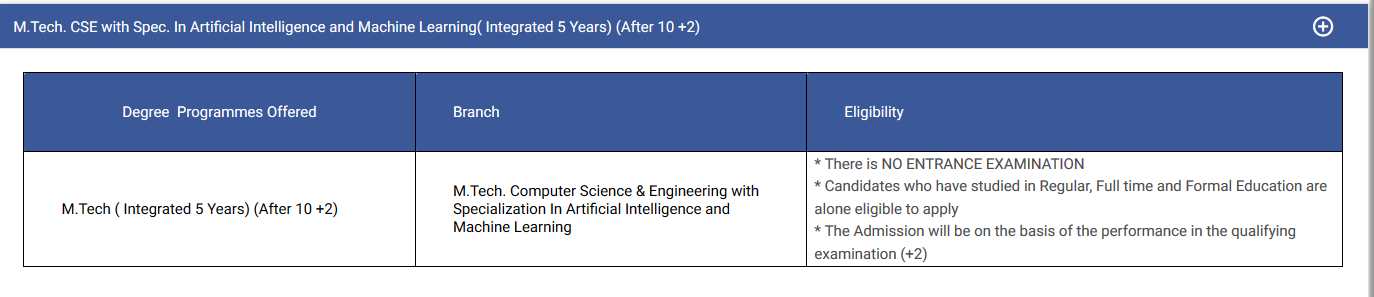 M.Tech. CSE with Spec. In Artificial Intelligence and Machine Learning( Integrated 5 Years) (After 10 +2)
Degree  Programmes Offered
Branch
Eligibility
M.Tech ( Integrated 5 Years) (After 10 +2)
M.Tech. Computer Science & Engineering with
Specialization In Artificial Intelligence and
Machine Learning
* There is NO ENTRANCE EXAMINATION
* Candidates who have studied in Regular, Full time and Formal Education are
alone eligible to apply
* The Admission will be on the basis of the performance in the qualifying
examination (+2)